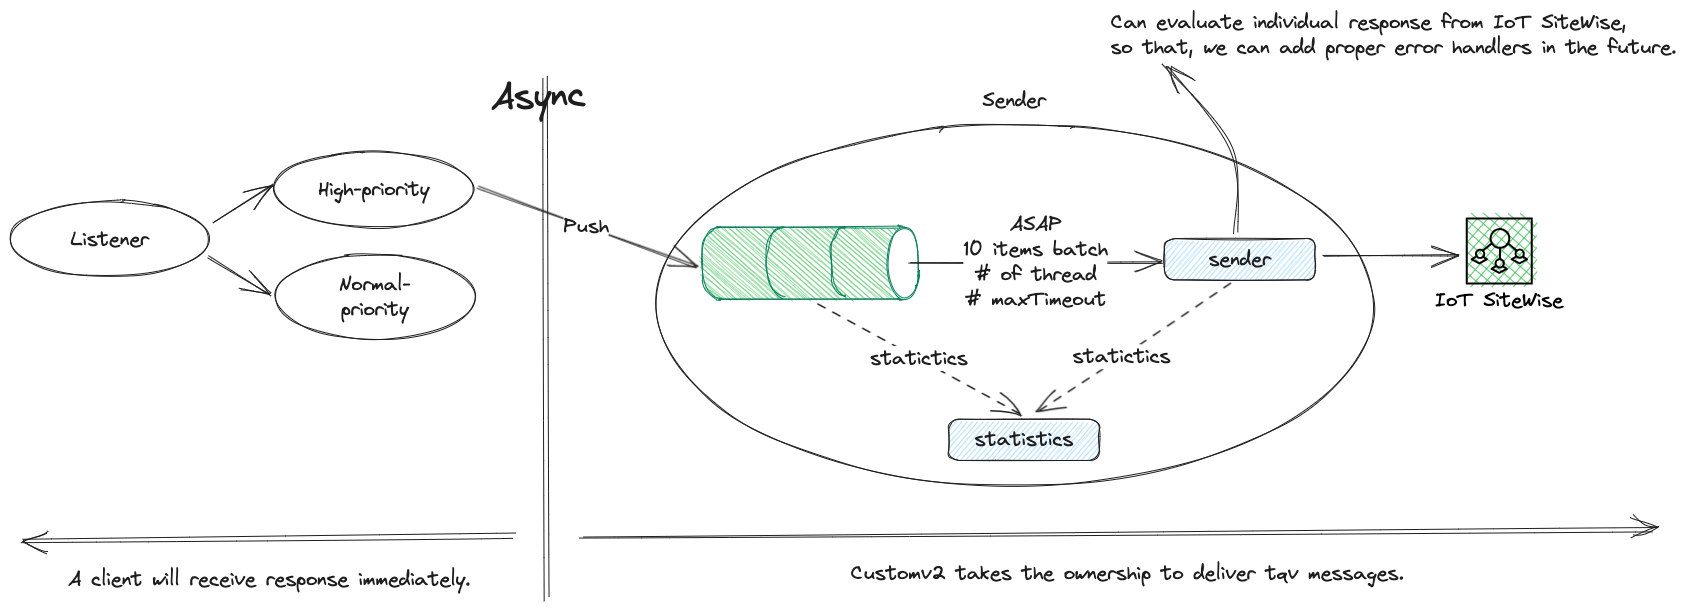 Can evaluate individual response from IoT SiteWise,
so that, we can add proper error handlers in the future.
Async
Sender
High-priority
Listener
Normal-
priority
Push
ASAP
10 items batch
# of thread
# maxTimeout
sender
IoT SiteWise
statictics
statictics
statistics
A client will receive response immediately.
Customv2 takes the ownership to deliver tqv messages.